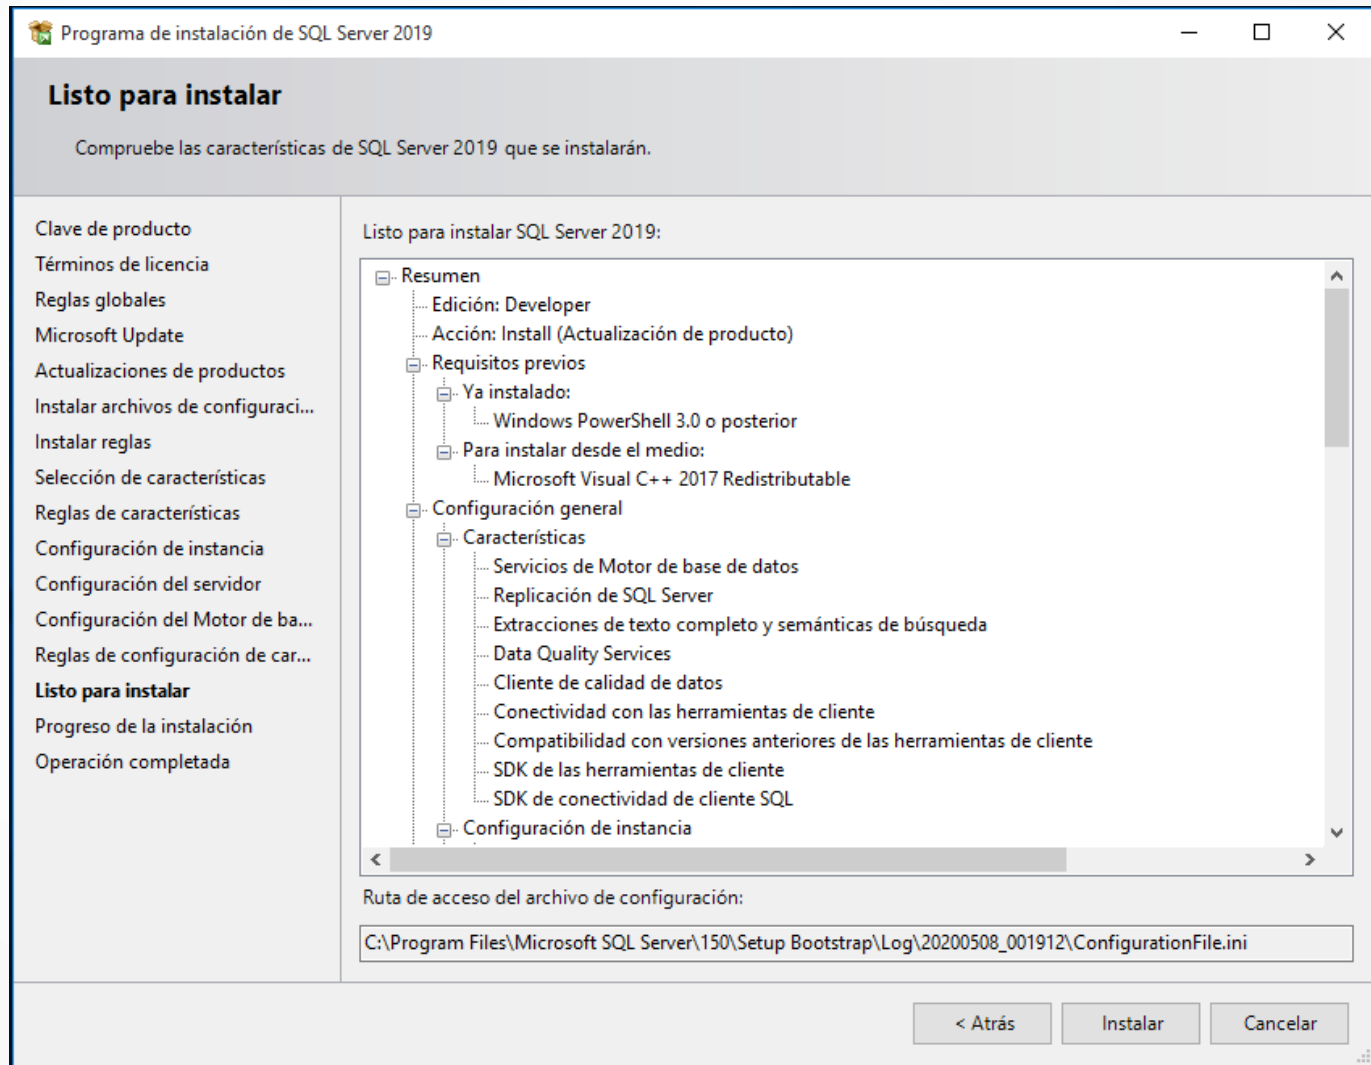 Programa de instalación de SQL Server 2019
Listo para instalar
Compruebe las características de SQL Server 2019 que se instalarán.
Clave de producto
Términos de licencia
Reglas globales
Microsoft Update
Actualizaciones de productos
Instalar archivos de configuraci...
Instalar reglas
Selección de características
Reglas de características
Configuración de instancia
Configuración del servidor
Configuración del Motor de ba...
Reglas de configuración de car...
Listo para instalar
Progreso de la instalación
Operación completada
Listo para instalar SQL Server 2019:
Resumen
Edición: Developer
Acción: Install (Actualización de producto)
Requisitos previos
Ya instalado:
Windows PowerShell 3.0 o posterior
Para instalar desde el medio:
Microsoft Visual C++ 2017 Redistributable
Configuración general
Características
Servicios de Motor de base de datos
Replicación de SQL Server
Extracciones de texto completo y semánticas de búsqueda
Data Quality Services
Cliente de calidad de datos
Conectividad con las herramientas de cliente
Compatibilidad con versiones anteriores de las herramientas de cliente
SDK de las herramientas de cliente
SDK de conectividad de cliente SQL
Configuración de instancia
Ruta de acceso del archivo de configuración:
C:\Program Files\Microsoft SQL Server\150\Setup Bootstrap\Log\20200508_001912\ConfigurationFile.ini
< Atrás
Instalar
Cancelar